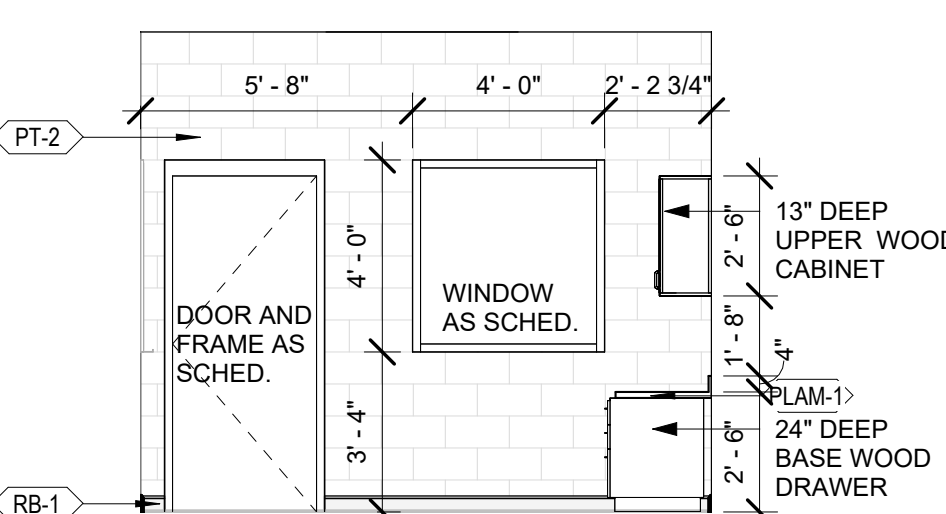 5' - 8"
4' - 0"
2' - 2 3/4"
PT-2
4' - 0"
2' - 6"
13" DEEP
UPPER WOOD
CABINET
WINDOW
AS SCHED.
DOOR AND
FRAME AS
SCHED.
1' - 8"
4"
PLAM-1
3' - 4"
2' - 6"
24" DEEP
BASE WOOD
DRAWER
RB-1